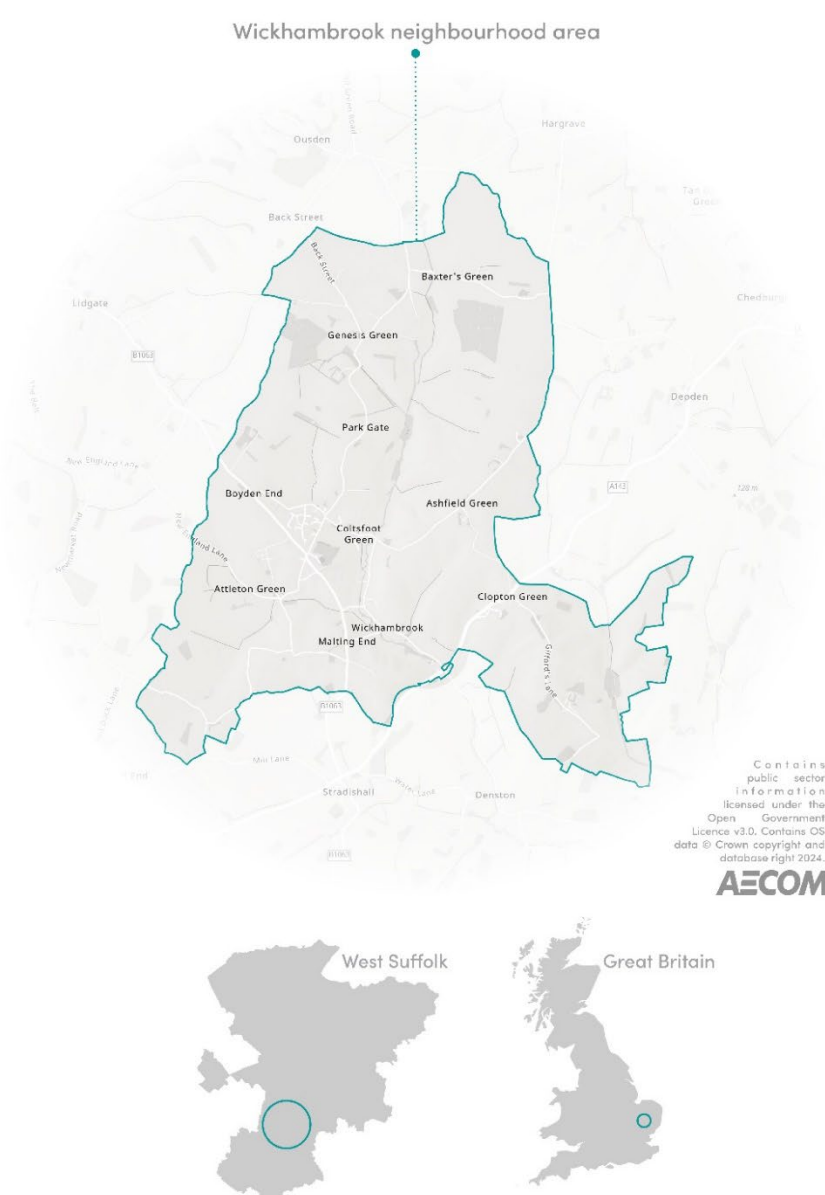 Wickhambrook neighbourhood area
Hargrave
Ousden
Back Street
Back Street
Baxter's Green
Lidgate
Chedburgh
Genesis Green
B1063
Depden
Park Gate
A143
120 m
Boyden End
Ashfield Green
Coltsfoot
Green
Attleton Green
Clopton Green
Wickhambrook
Malting End
Gifford's Lane
B1063
Mill Lane
Water Lane
Stradishall
Denston
B1063
Contains
public sector
information
licensed under the
Open Government
Licence v3.0. Contains OS
data © Crown copyright and
database right 2024.
AECOM
West Suffolk
Great Britain